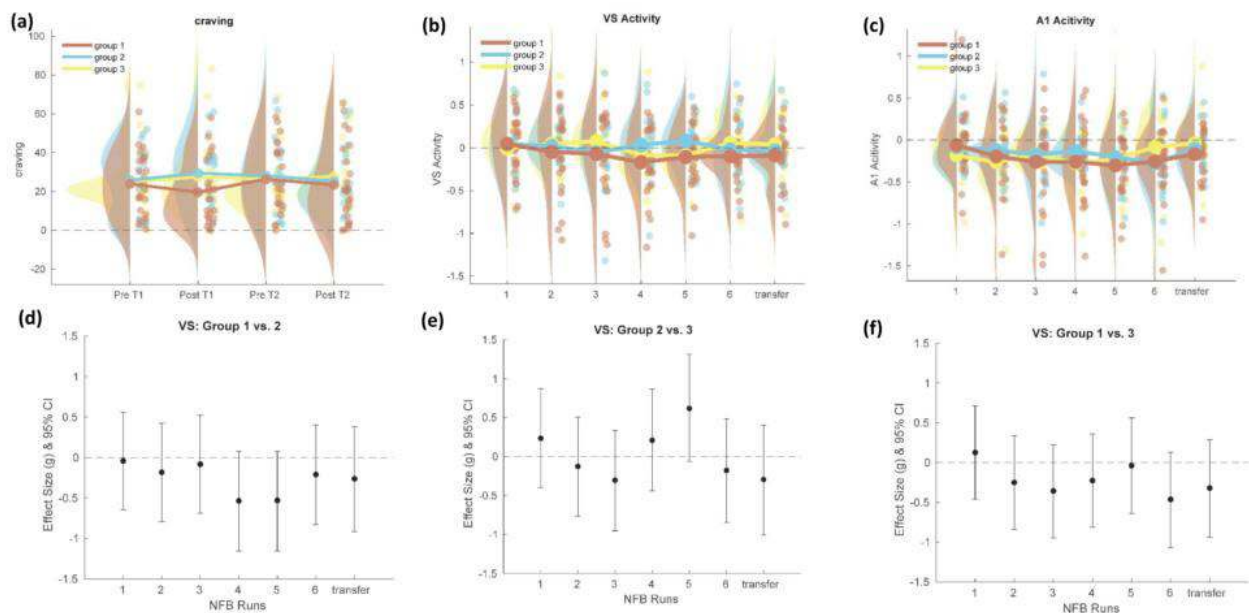 (a)
craving
group 1
group 2
group 3
craving
100
80
60
40
20
0
-20
Pre T1 Post T1 Pre T2 Post T2
(b)
VS Activity
group 1
group 2
group 3
VS Activity
1
0.5
0
-0.5
-1
-1.5
1 2 3 4 5 6 transfer
(c)
A1 Acitivity
group 1
group 2
group 3
A1 Activity
1
0.5
0
-0.5
-1
-1.5
1 2 3 4 5 6 transfer
(d)
VS: Group 1 vs. 2
Effect Size (g) & 95% CI
1.5
1
0.5
0
-0.5
-1
-1.5
1 2 3 4 5 6 transfer
NFB Runs
(e)
VS: Group 2 vs. 3
Effect Size (g) & 95% CI
1.5
1
0.5
0
-0.5
-1
-1.5
1 2 3 4 5 6 transfer
NFB Runs
(f)
VS: Group 1 vs. 3
Effect Size (g) & 95% CI
1.5
1
0.5
0
-0.5
-1
-1.5
1 2 3 4 5 6 transfer
NFB Runs